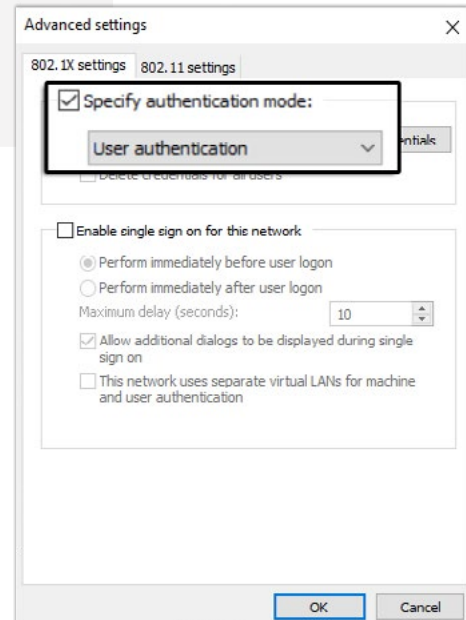 Advanced settings
802.1X settings 802.11 settings
Specify authentication mode:
User authentication
entials
Delete credentials for all users
Enable single sign on for this network
Perform immediately before user logon
Perform immediately after user logon
Maximum delay (seconds): 10
Allow additional dialogs to be displayed during single
sign on
This network uses separate virtual LANs for machine
and user authentication
OK Cancel